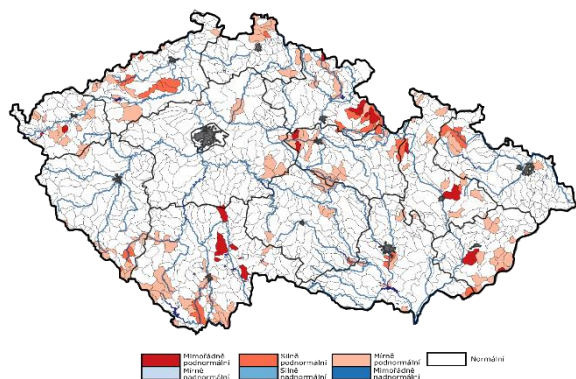 Mimořádně
podnormální
Silně
podnormální
Mírně
podnormální
Normální
Mírně
nadnormální
Silně
nadnormální
Mimořádně
nadnormální